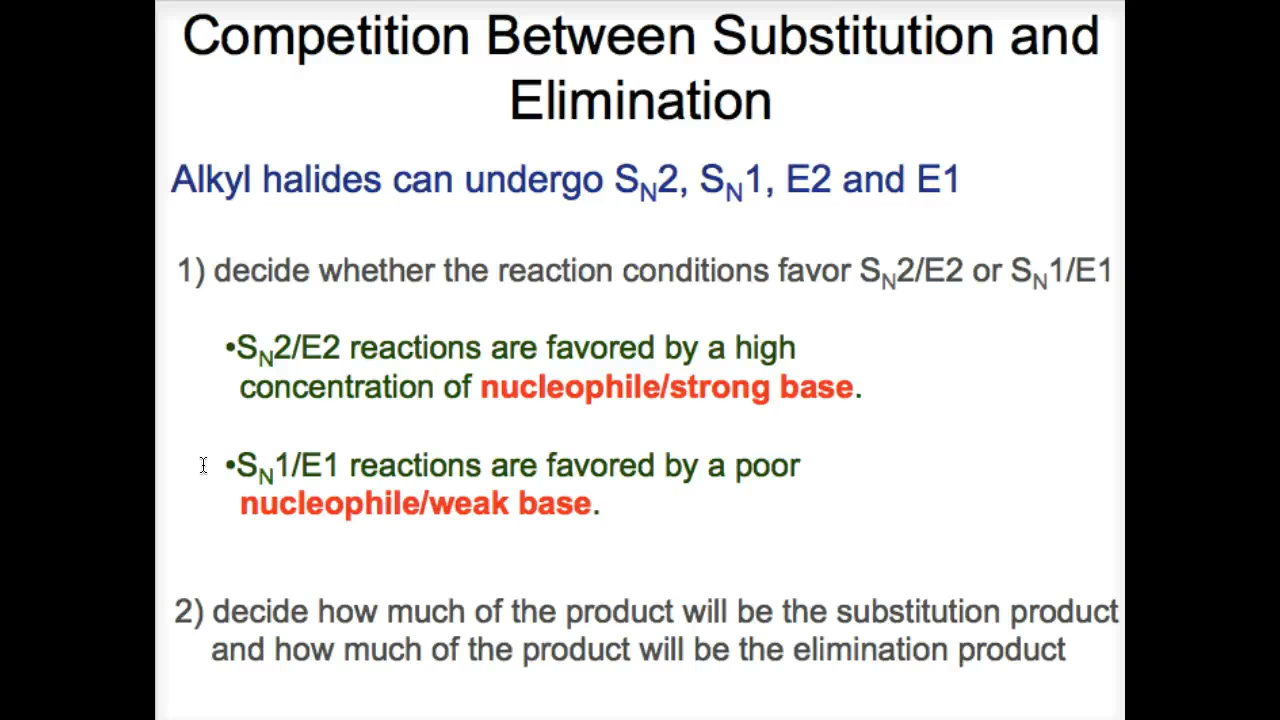 Competition Between Substitution and
Elimination
Alkyl halides can undergo SN2, SN1, E2 and E1
1) decide whether the reaction conditions favor SN2/E2 or SN1/E1
•SN2/E2 reactions are favored by a high
concentration of nucleophile/strong base.
•SN1/E1 reactions are favored by a poor
nucleophile/weak base.
2) decide how much of the product will be the substitution product
and how much of the product will be the elimination product